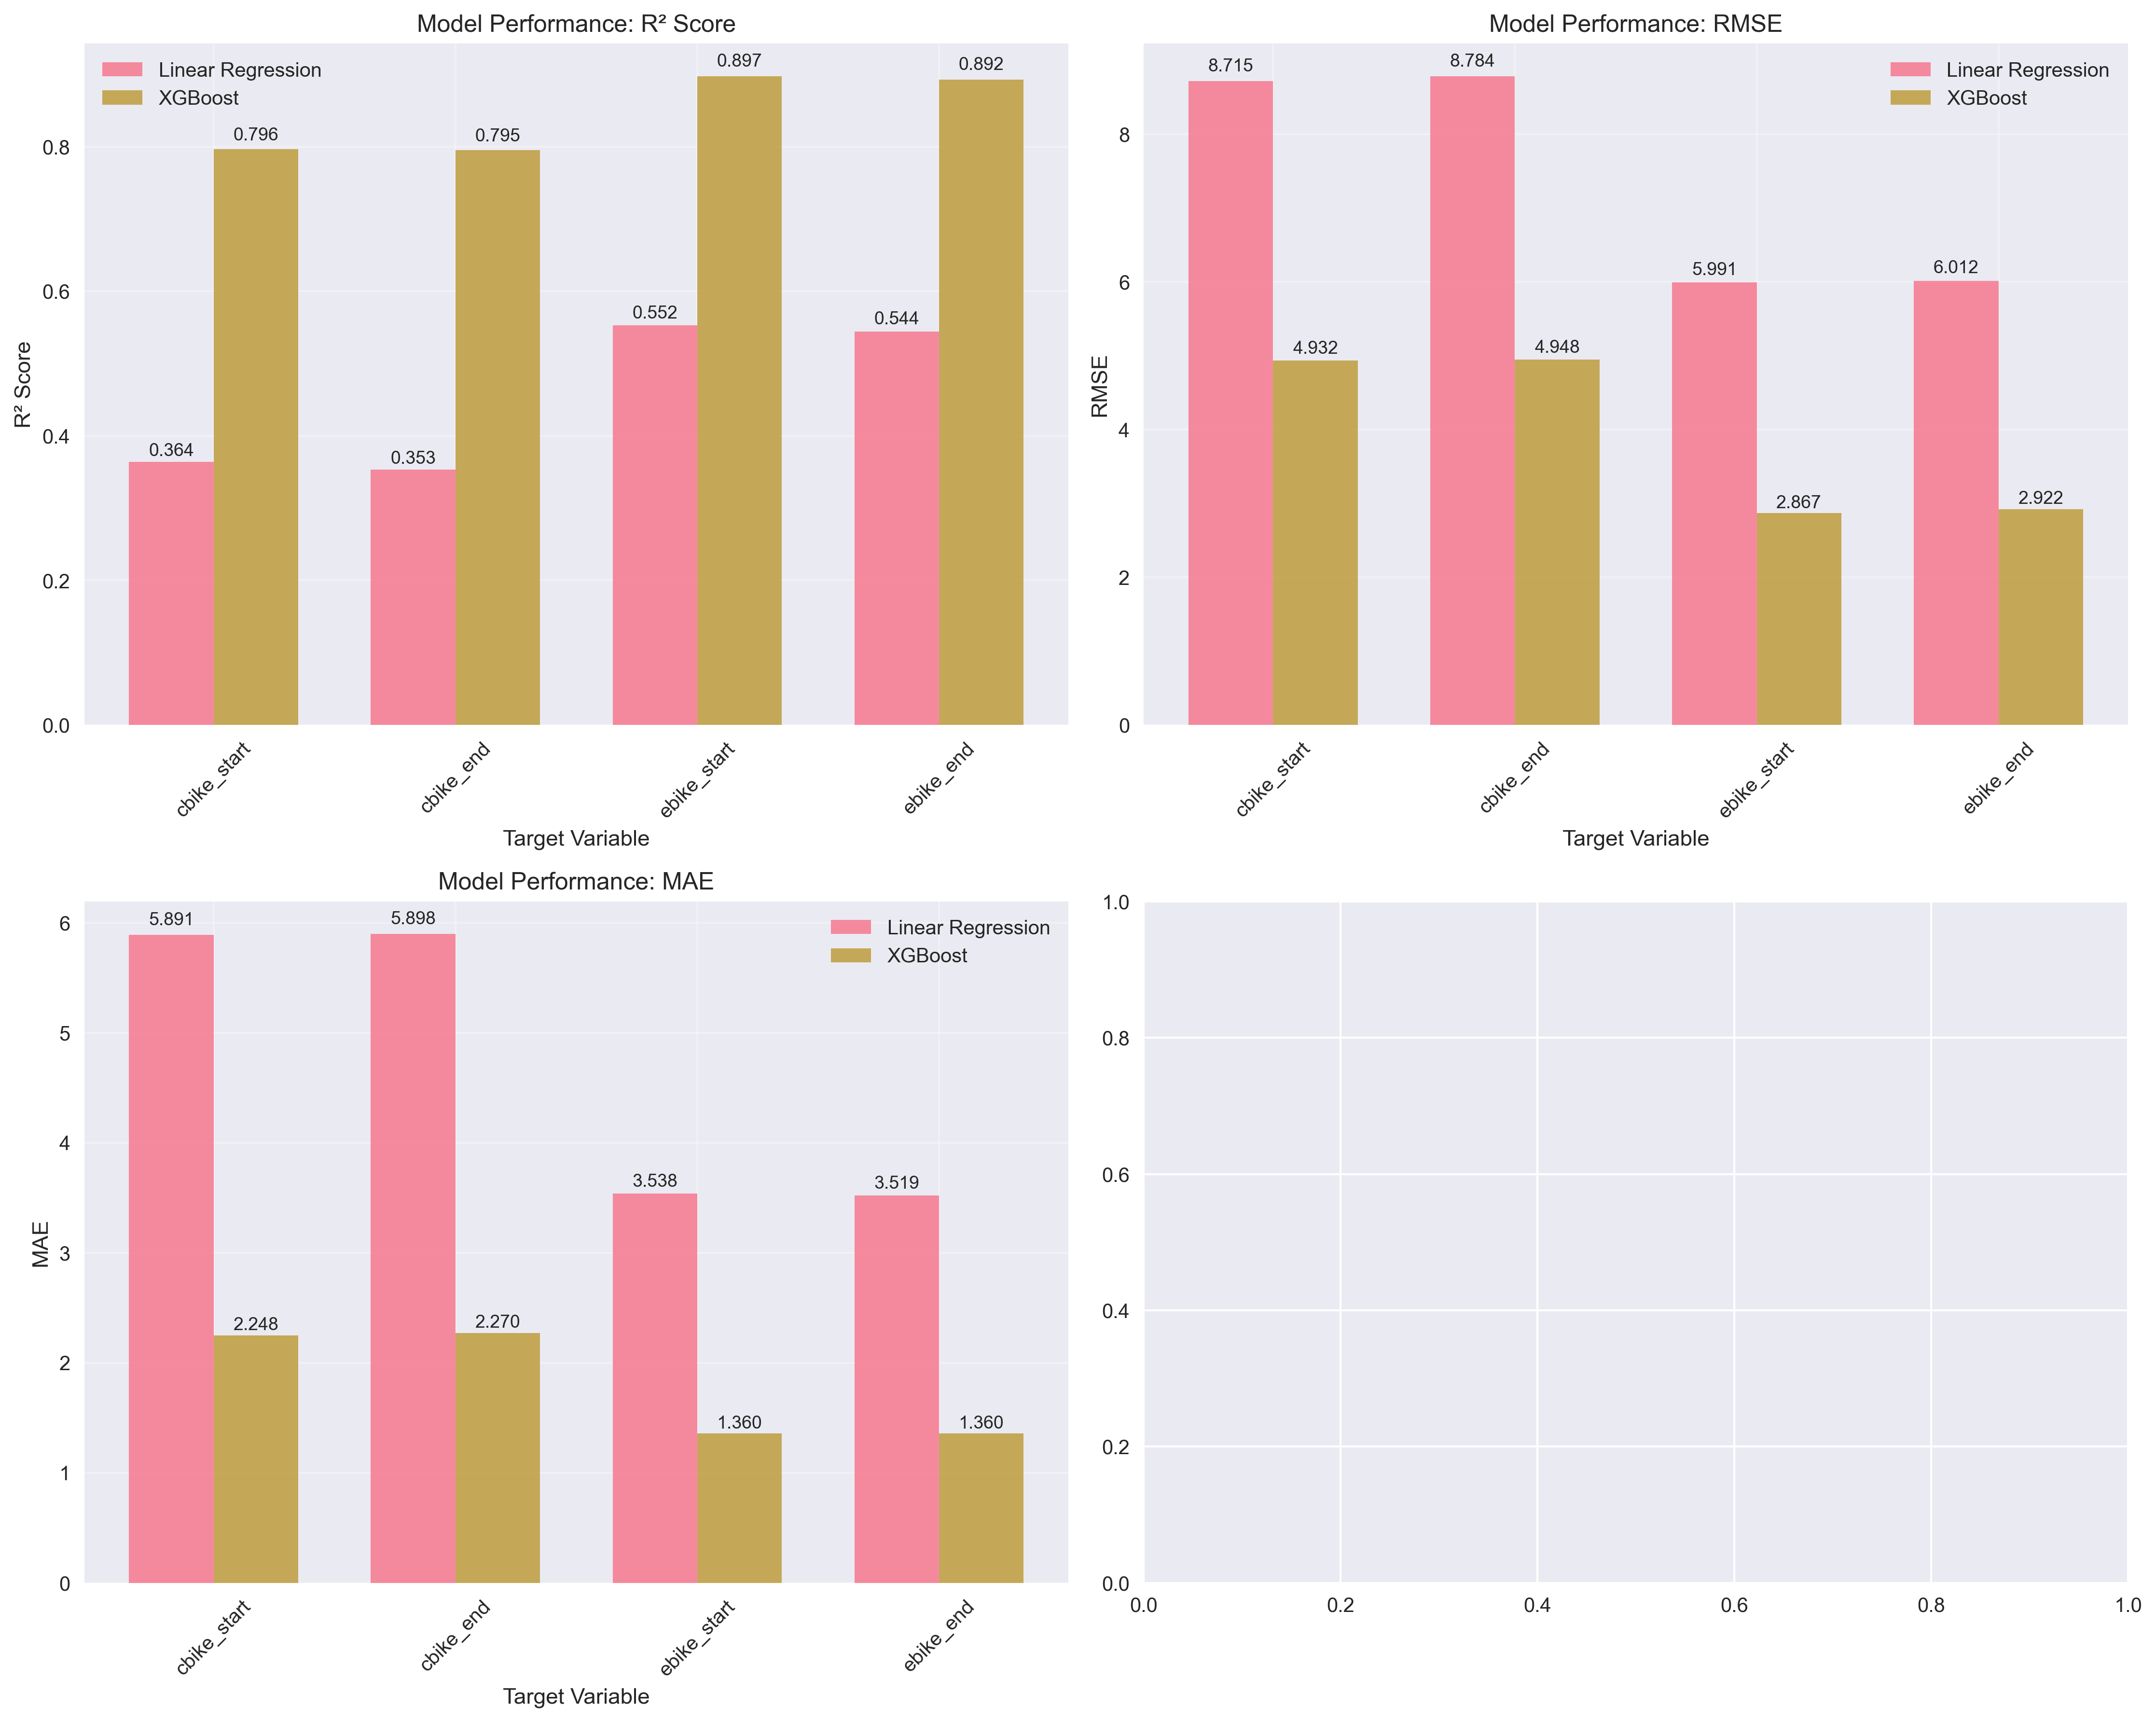 Model Performance: R² Score
Linear Regression
XGBoost
R² Score
0.8
0.6
0.4
0.2
0.0
0.364
0.796
0.353
0.795
0.552
0.897
0.544
0.892
cbike_start
cbike_end
ebike_start
ebike_end
Target Variable
Model Performance: RMSE
Linear Regression
XGBoost
RMSE
8
6
4
2
0
8.715
4.932
8.784
4.948
5.991
2.867
6.012
2.922
cbike_start
cbike_end
ebike_start
ebike_end
Target Variable
Model Performance: MAE
Linear Regression
XGBoost
MAE
6
5
4
3
2
1
0
5.891
2.248
5.898
2.270
3.538
1.360
3.519
1.360
cbike_start
cbike_end
ebike_start
ebike_end
Target Variable
1.0
0.8
0.6
0.4
0.2
0.0
0.0
0.2
0.4
0.6
0.8
1.0